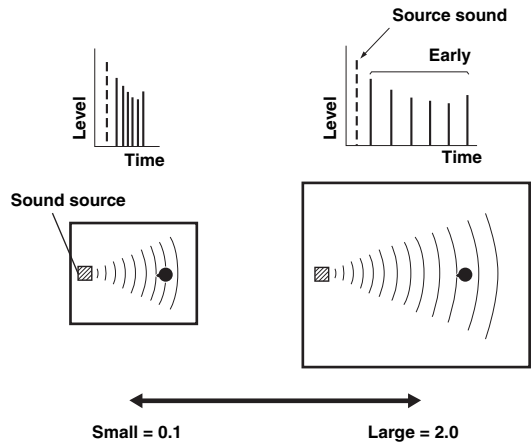 Source sound
Early
Level
Time
Level
Time
Sound source
Small = 0.1
Large = 2.0